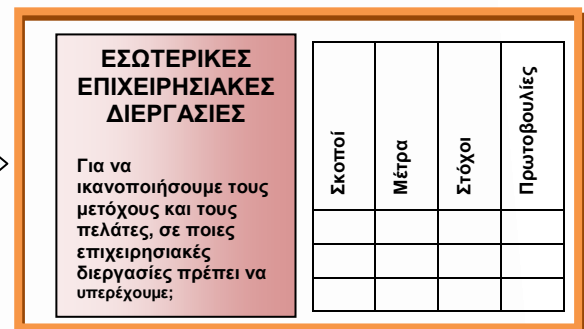 ΕΣΩΤΕΡΙΚΕΣ
ΕΠΙΧΕΙΡΗΣΙΑΚΕΣ
ΔΙΕΡΓΑΣΙΕΣ
Για να
ικανοποιήσουμε τους
μετόχους και τους
πελάτες, σε ποιες
επιχειρησιακές
διεργασίες πρέπει να
υπερέχουμε;
Σκοποί
Μέτρα
Στόχοι
Πρωτοβουλίες